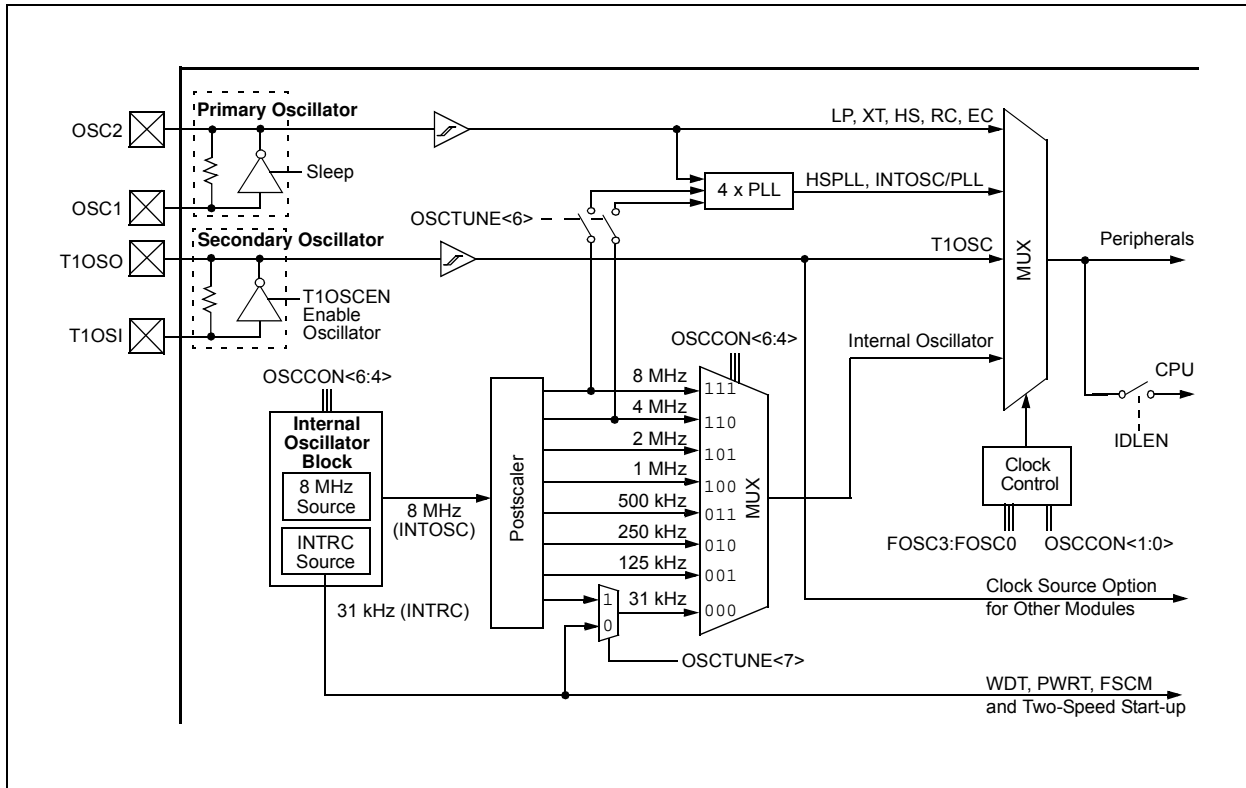 Primary Oscillator
OSC2
LP, XT, HS, RC, EC
Sleep
4 x PLL
HSPLL, INTOSC/PLL
OSC1
OSCTUNE<6>
Secondary Oscillator
T1OSO
T1OSC
MUX
Peripherals
T1OSCEN
Enable
Oscillator
T1OSI
OSCCON<6:4>
Internal Oscillator
CPU
IDLEN
OSCCON<6:4>
Internal
Oscillator
Block
8 MHz
Source
INTRC
Source
8 MHz
(INTOSC)
31 kHz (INTRC)
Postscaler
8 MHz
111
4 MHz
110
2 MHz
101
1 MHz
100
500 kHz
011
250 kHz
010
125 kHz
001
31 kHz
000
1
0
MUX
OSCTUNE<7>
Clock
Control
FOSC3:FOSC0
OSCCON<1:0>
Clock Source Option
for Other Modules
WDT, PWRT, FSCM
and Two-Speed Start-up